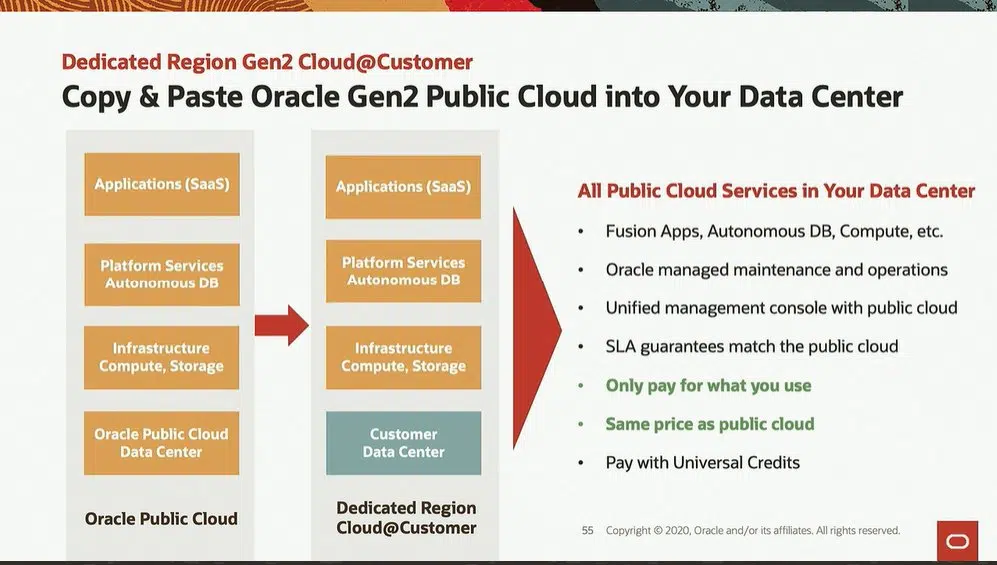 Dedicated Region Gen2 Cloud@Customer
Copy & Paste Oracle Gen2 Public Cloud into Your Data Center
Applications (SaaS)
Platform Services
Autonomous DB
Infrastructure
Compute, Storage
Oracle Public Cloud
Data Center
Oracle Public Cloud
Applications (SaaS)
Platform Services
Autonomous DB
Infrastructure
Compute, Storage
Customer
Data Center
Dedicated Region
Cloud@Customer
All Public Cloud Services in Your Data Center
• Fusion Apps, Autonomous DB, Compute, etc.
• Oracle managed maintenance and operations
• Unified management console with public cloud
• SLA guarantees match the public cloud
• Only pay for what you use
• Same price as public cloud
• Pay with Universal Credits
55 Copyright © 2020, Oracle and/or its affiliates. All rights reserved.